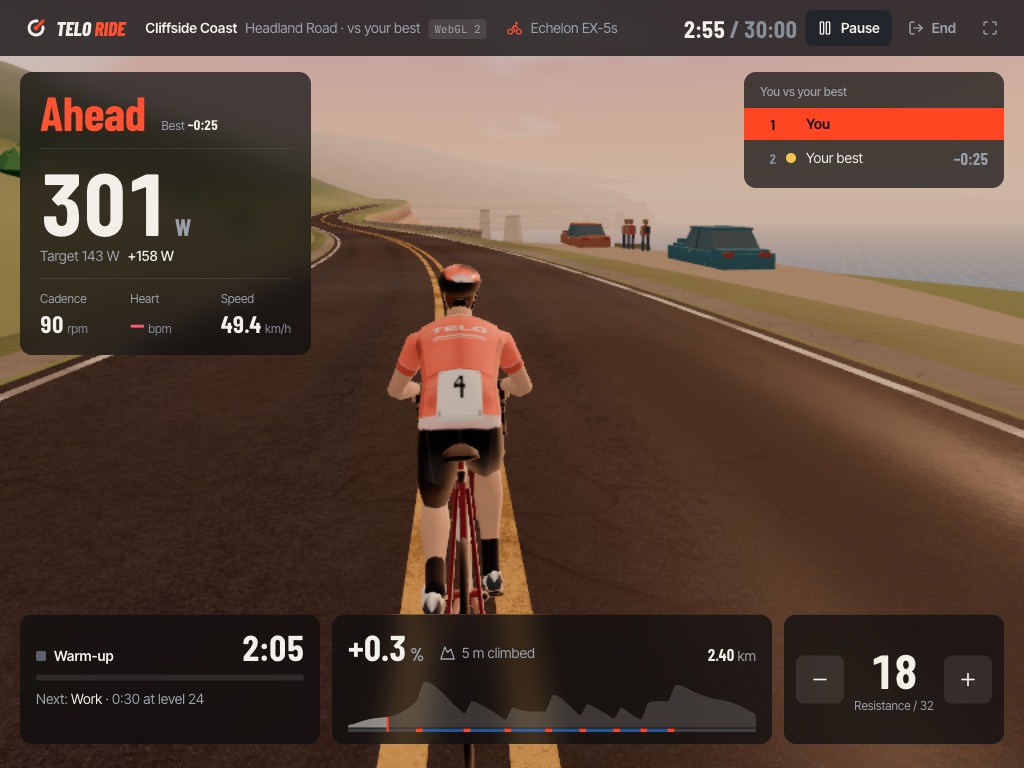 TELO RIDE Cliffside Coast Headland Road · vs your best WebGL 2 Echelon EX-5s 2:55 / 30:00 Pause End
Ahead Best −0:25
301 W
Target 143 W +158 W
Cadence Heart Speed
90 rpm — bpm 49.4 km/h
You vs your best
1 You
2 Your best −0:25
TELO
4
Warm-up 2:05
Next: Work · 0:30 at level 24
+0.3 % 5 m climbed 2.40 km
− 18 +
Resistance / 32